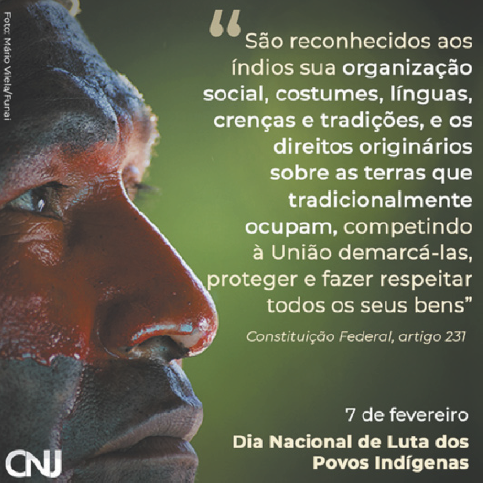 Foto: Mário Vilela/Funai
“
São reconhecidos aos
índios sua organização
social, costumes, línguas,
crenças e tradições, e os
direitos originários
sobre as terras que
tradicionalmente
ocupam, competindo
à União demarcá-las,
proteger e fazer respeitar
todos os seus bens”
Constituição Federal, artigo 231
7 de fevereiro
Dia Nacional de Luta dos
Povos Indígenas
CNJ